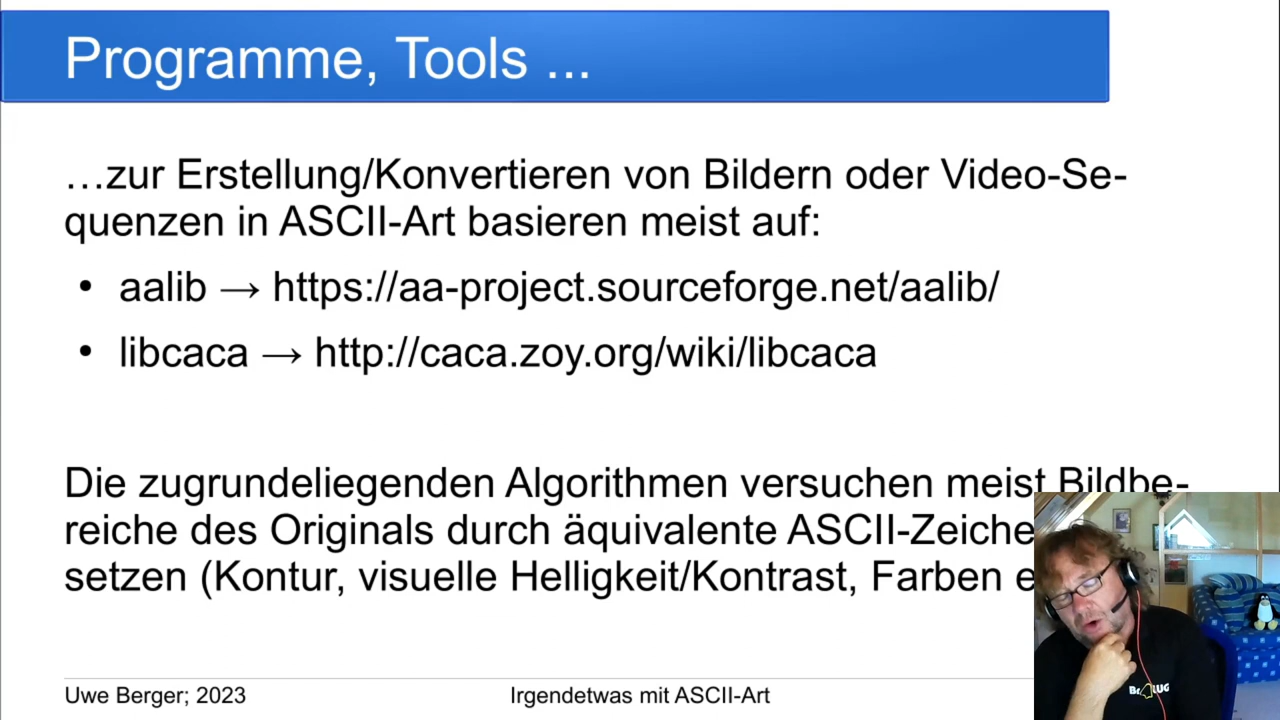 Programme, Tools ...
…zur Erstellung/Konvertieren von Bildern oder Video-Se-
quenzen in ASCII-Art basieren meist auf:
• aalib → https://aa-project.sourceforge.net/aalib/
• libcaca → http://caca.zoy.org/wiki/libcaca
Die zugrundeliegenden Algorithmen versuchen meist Bildbe-
reiche des Originals durch äquivalente ASCII-Zeiche
setzen (Kontur, visuelle Helligkeit/Kontrast, Farben e
Uwe Berger; 2023
Irgendetwas mit ASCII-Art